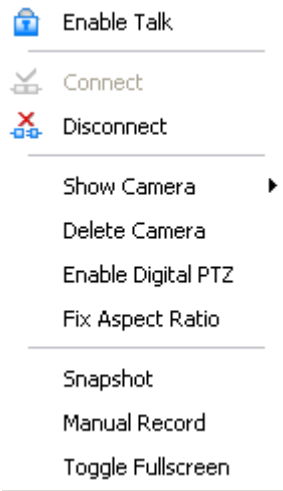 Enable Talk
Connect
Disconnect
Show Camera
Delete Camera
Enable Digital PTZ
Fix Aspect Ratio
Snapshot
Manual Record
Toggle Fullscreen